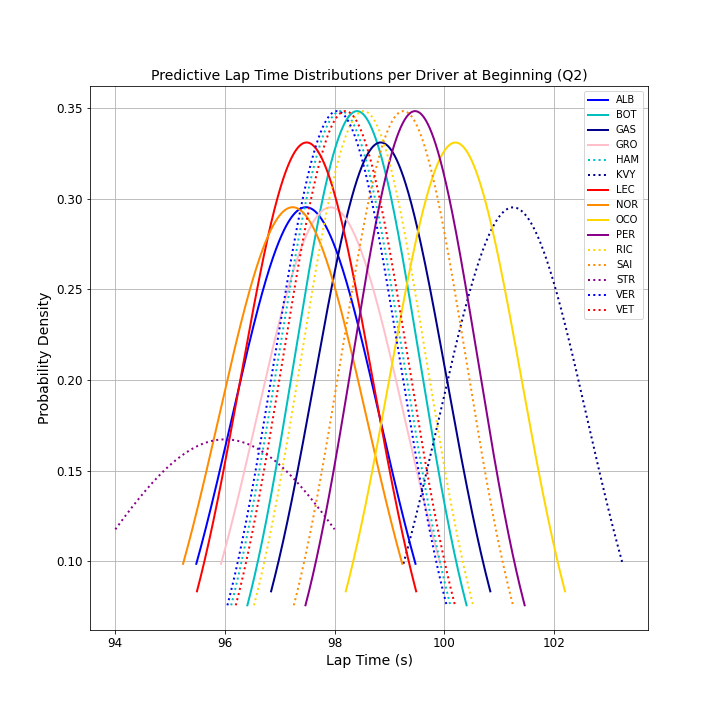 Predictive Lap Time Distributions per Driver at Beginning (Q2)
Probability Density
0.35
0.30
0.25
0.20
0.15
0.10
94 96 98 100 102
Lap Time (s)
ALB
BOT
GAS
GRO
HAM
KVY
LEC
NOR
OCO
PER
RIC
SAI
STR
VER
VET